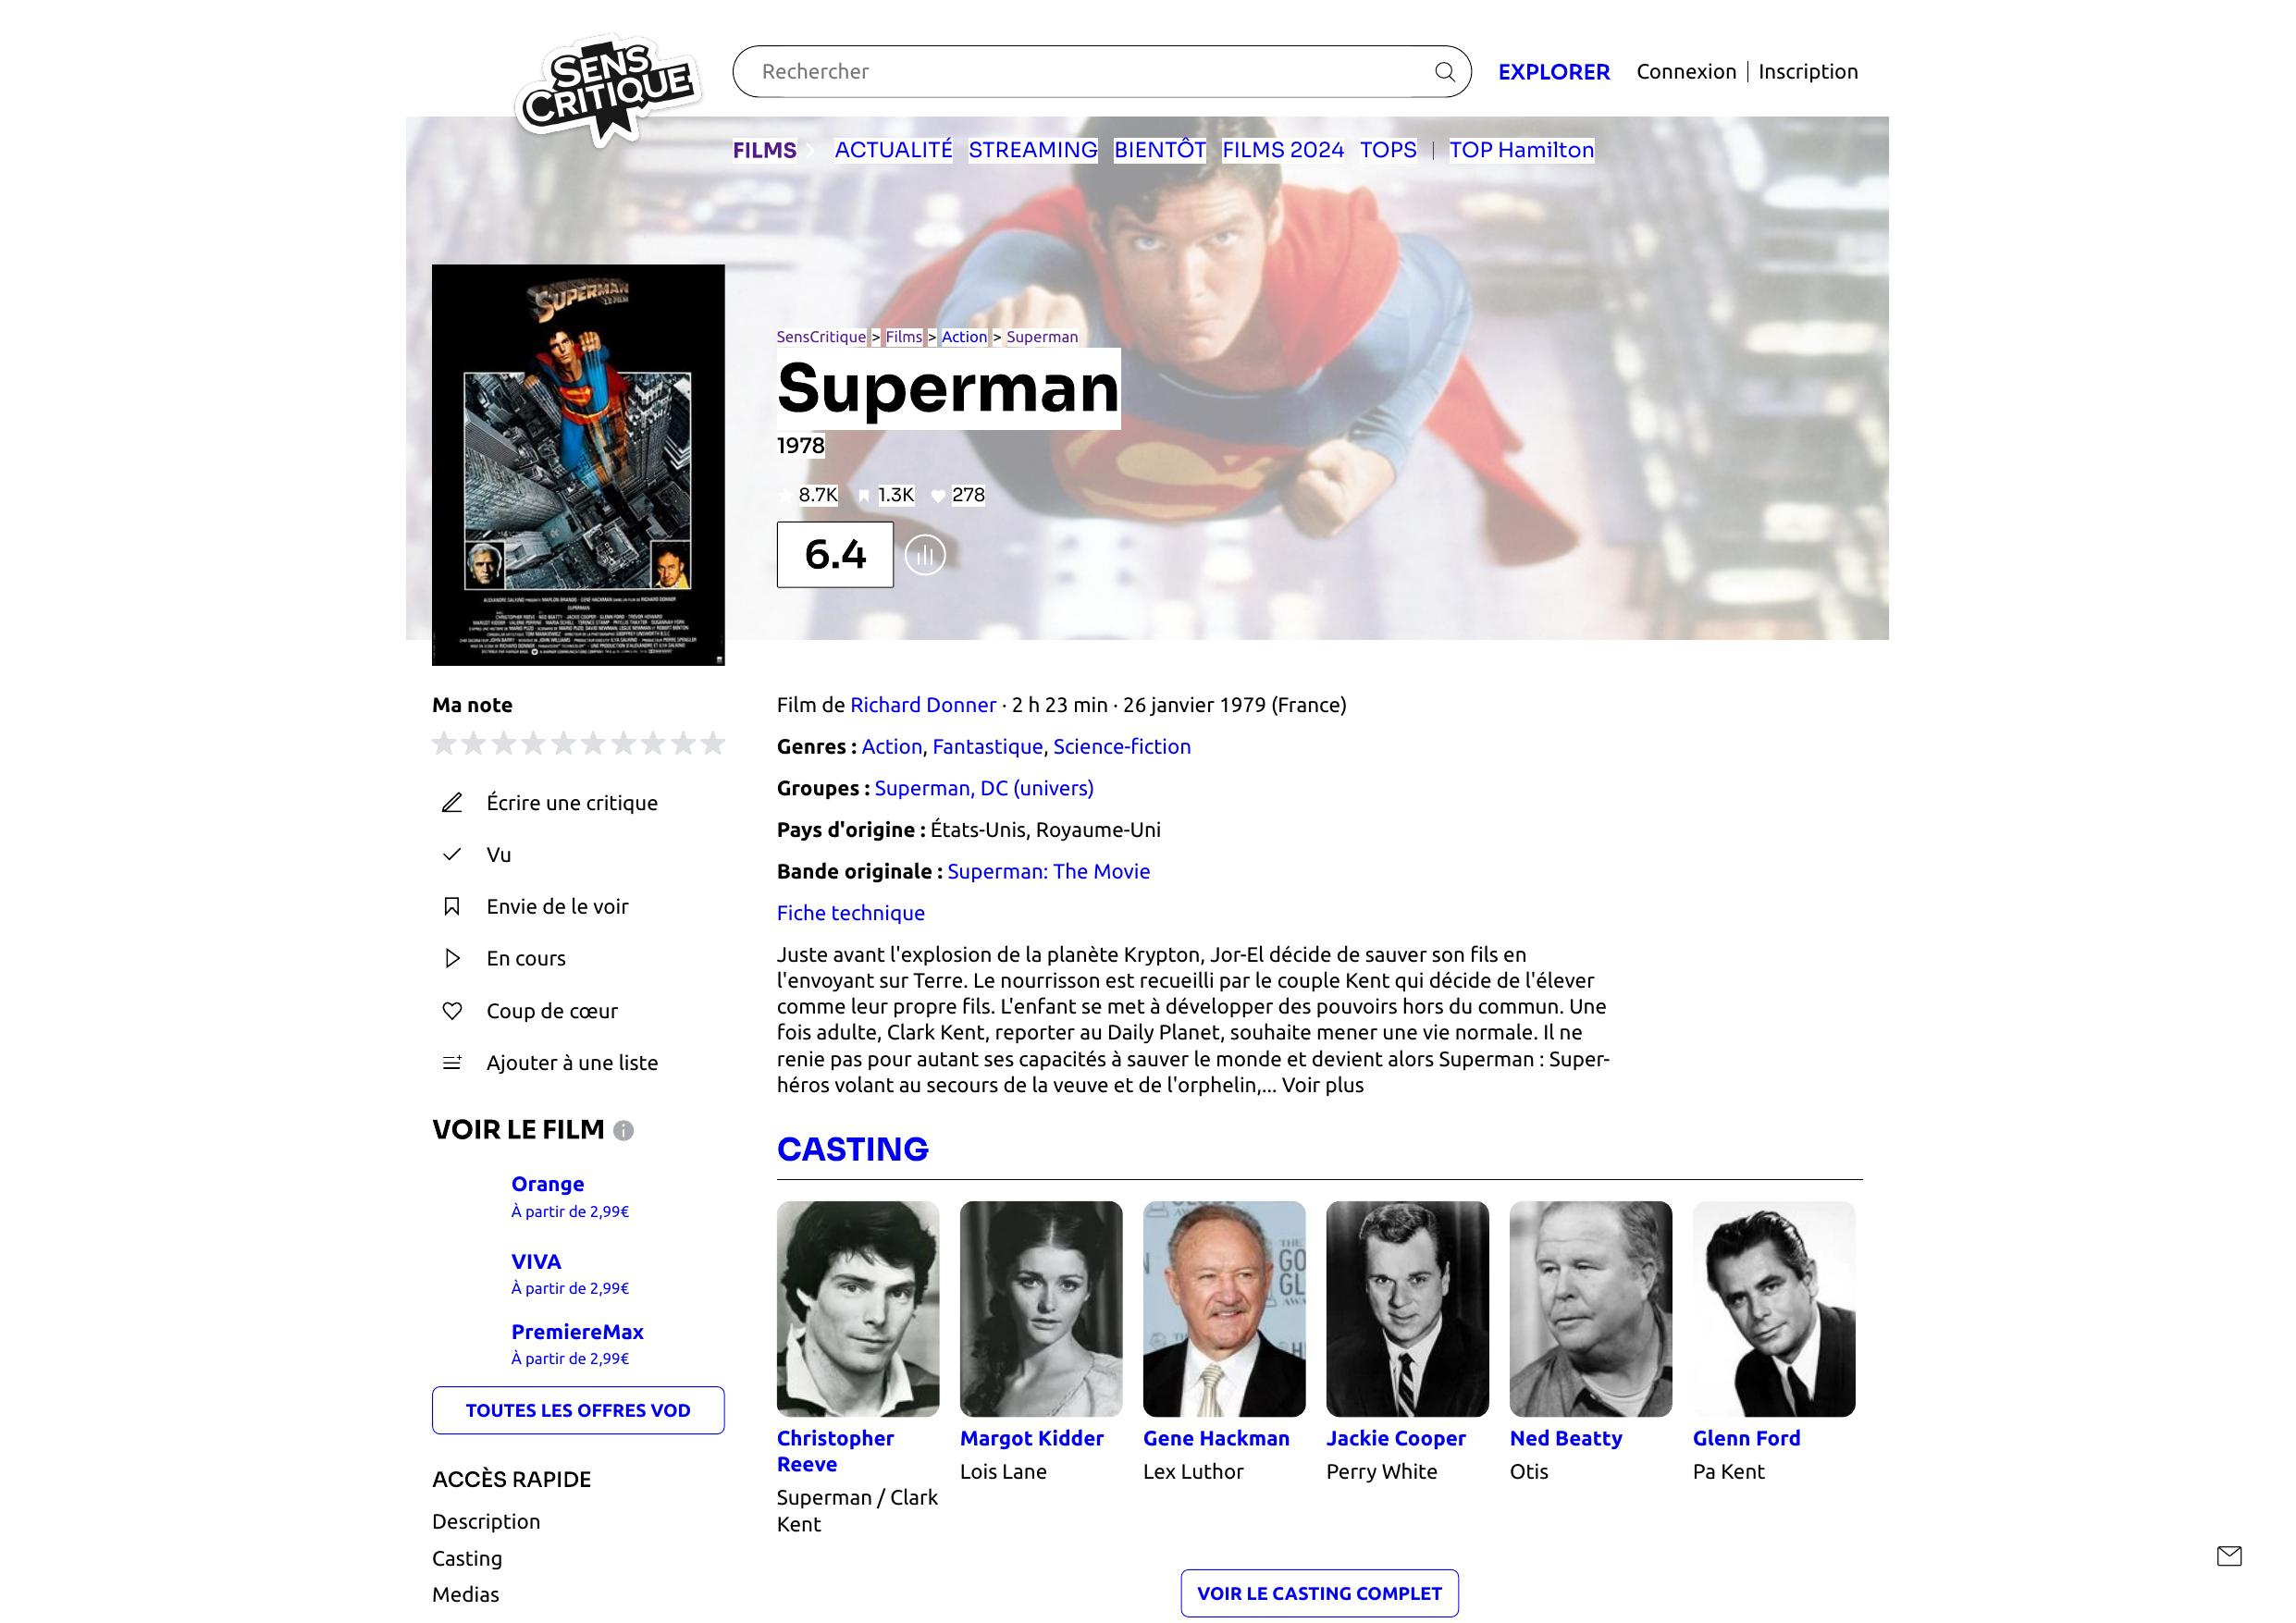 SENS CRITIQUE
Rechercher
EXPLORER
Connexion | Inscription
FILMS
ACTUALITÉ
STREAMING
BIENTÔT
FILMS 2024
TOPS
|
TOP Hamilton
SUPERMAN
LE FILM
SensCritique > Films > Action > Superman
Superman
1978
8.7K
1.3K
278
6.4
Ma note
Écrire une critique
Vu
Envie de le voir
En cours
Coup de cœur
Ajouter à une liste
VOIR LE FILM
Orange
À partir de 2,99€
VIVA
À partir de 2,99€
PremiereMax
À partir de 2,99€
TOUTES LES OFFRES VOD
ACCÈS RAPIDE
Description
Casting
Medias
Film de Richard Donner · 2 h 23 min · 26 janvier 1979 (France)
Genres : Action, Fantastique, Science-fiction
Groupes : Superman, DC (univers)
Pays d'origine : États-Unis, Royaume-Uni
Bande originale : Superman: The Movie
Fiche technique
Juste avant l'explosion de la planète Krypton, Jor-El décide de sauver son fils en
l'envoyant sur Terre. Le nourrisson est recueilli par le couple Kent qui décide de l'élever
comme leur propre fils. L'enfant se met à développer des pouvoirs hors du commun. Une
fois adulte, Clark Kent, reporter au Daily Planet, souhaite mener une vie normale. Il ne
renie pas pour autant ses capacités à sauver le monde et devient alors Superman : Super-
héros volant au secours de la veuve et de l'orphelin,... Voir plus
CASTING
Christopher
Reeve
Superman / Clark
Kent
Margot Kidder
Lois Lane
Gene Hackman
Lex Luthor
Jackie Cooper
Perry White
Ned Beatty
Otis
Glenn Ford
Pa Kent
VOIR LE CASTING COMPLET